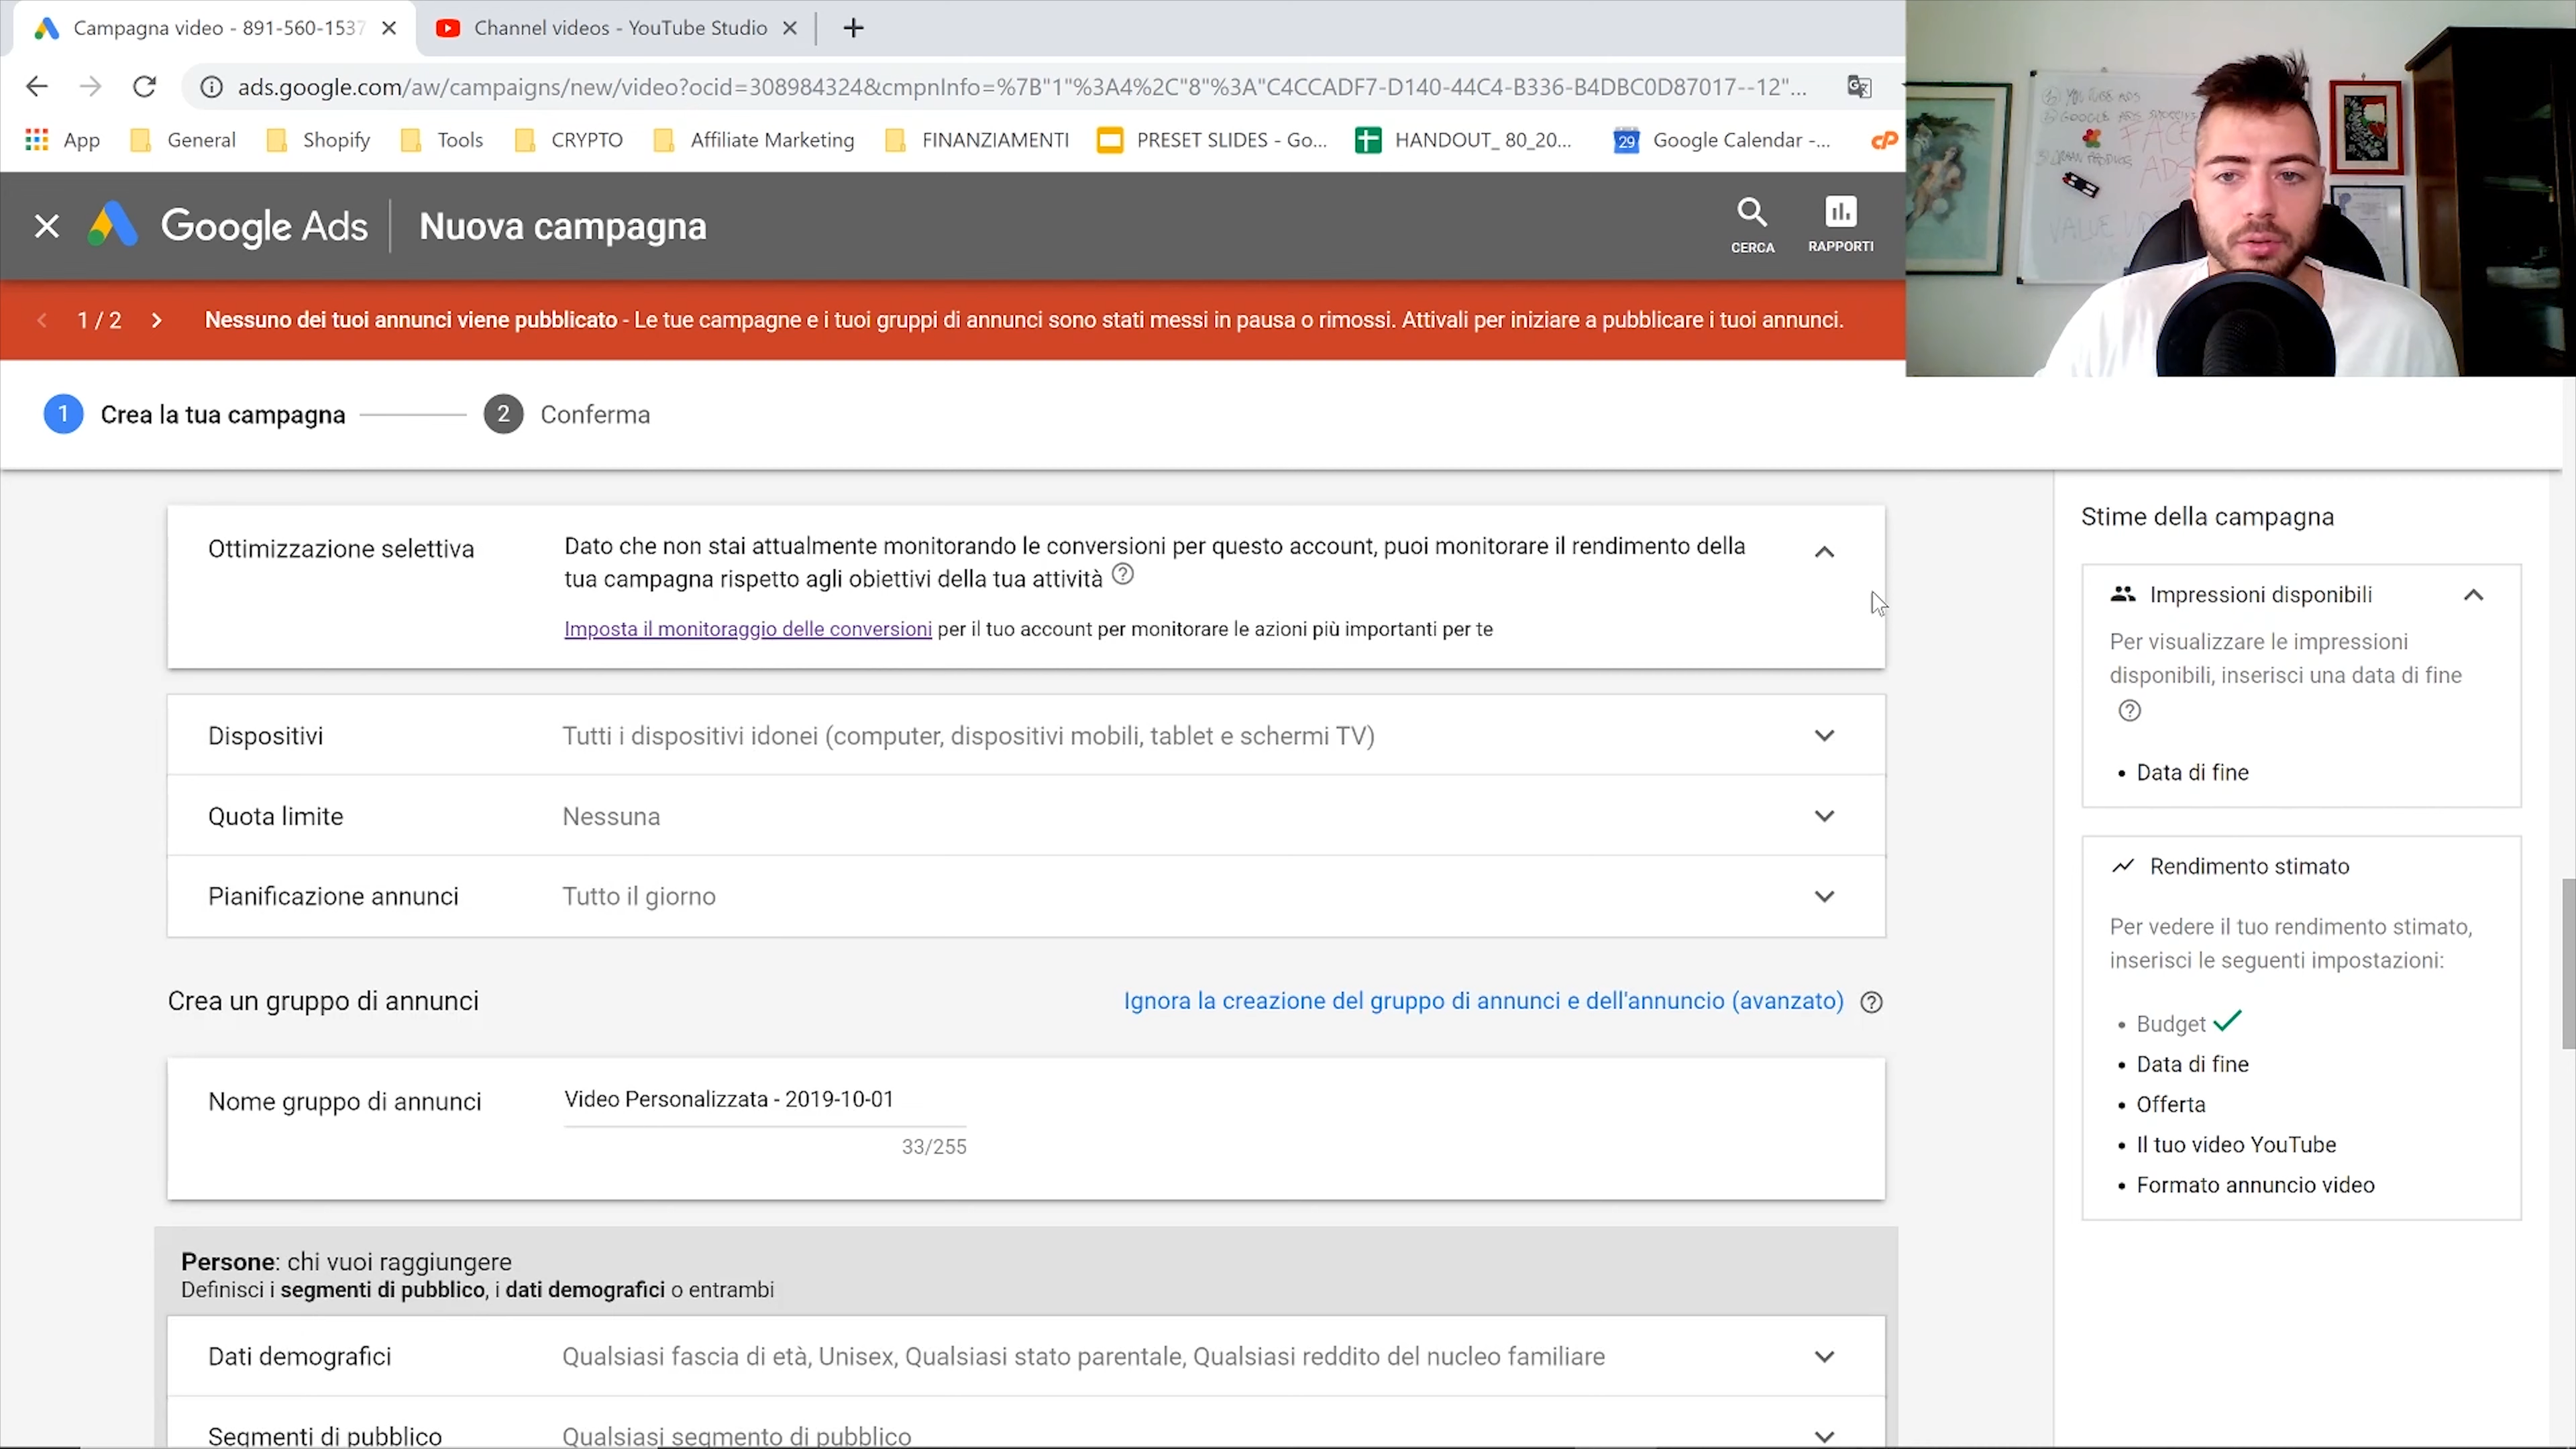 Campagna video - 891-560-1537
Channel videos - YouTube Studio
ads.google.com/aw/campaigns/new/video?ocid=308984324&cmpnInfo=%7B"1"%3A4%2C"8"%3A"C4CCADF7-D140-44C4-B336-B4DBC0D87017--12"...
App
General
Shopify
Tools
CRYPTO
Affiliate Marketing
FINANZIAMENTI
PRESET SLIDES - Go...
HANDOUT_ 80_20...
29
Google Calendar -...
Google Ads
Nuova campagna
CERCA
RAPPORTI
1 / 2
Nessuno dei tuoi annunci viene pubblicato - Le tue campagne e i tuoi gruppi di annunci sono stati messi in pausa o rimossi. Attivali per iniziare a pubblicare i tuoi annunci.
1 Crea la tua campagna
2 Conferma
Ottimizzazione selettiva
Dato che non stai attualmente monitorando le conversioni per questo account, puoi monitorare il rendimento della
tua campagna rispetto agli obiettivi della tua attività
Imposta il monitoraggio delle conversioni per il tuo account per monitorare le azioni più importanti per te
Dispositivi
Tutti i dispositivi idonei (computer, dispositivi mobili, tablet e schermi TV)
Quota limite
Nessuna
Pianificazione annunci
Tutto il giorno
Crea un gruppo di annunci
Ignora la creazione del gruppo di annunci e dell'annuncio (avanzato)
Nome gruppo di annunci
Video Personalizzata - 2019-10-01
33/255
Persone: chi vuoi raggiungere
Definisci i segmenti di pubblico, i dati demografici o entrambi
Dati demografici
Qualsiasi fascia di età, Unisex, Qualsiasi stato parentale, Qualsiasi reddito del nucleo familiare
Segmenti di pubblico
Qualsiasi segmento di pubblico
Stime della campagna
Impressioni disponibili
Per visualizzare le impressioni
disponibili, inserisci una data di fine
• Data di fine
Rendimento stimato
Per vedere il tuo rendimento stimato,
inserisci le seguenti impostazioni:
• Budget
• Data di fine
• Offerta
• Il tuo video YouTube
• Formato annuncio video